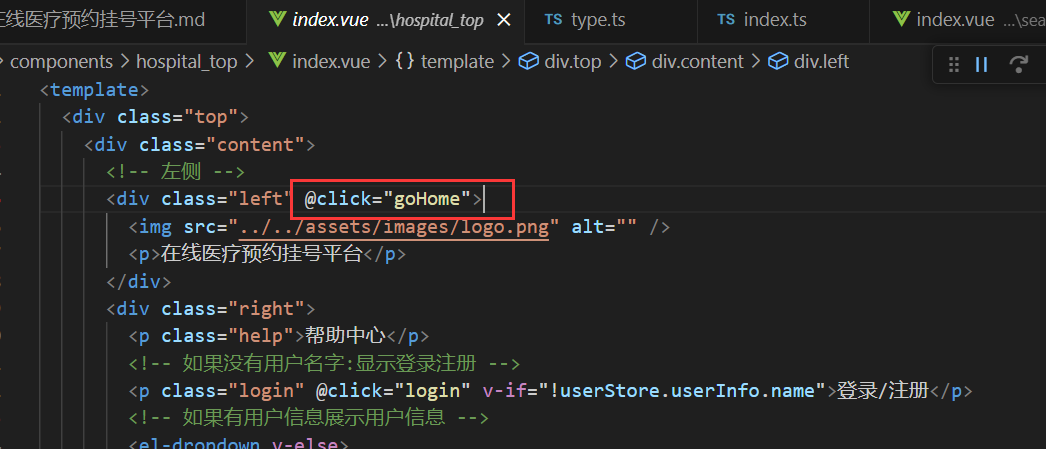 在线医疗预约挂号平台.md index.vue ...\hospital_top TS type.ts TS index.ts index.vue ...\sea
components > hospital_top > index.vue > {} template > div.top > div.content > div.left
<template>
<div class="top">
<div class="content">
<!-- 左侧 -->
<div class="left" @click="goHome">
<img src="../../assets/images/logo.png" alt="" />
<p>在线医疗预约挂号平台</p>
</div>
<div class="right">
<p class="help">帮助中心</p>
<!-- 如果没有用户名字:显示登录注册 -->
<p class="login" @click="login" v-if="!userStore.userInfo.name">登录/注册</p>
<!-- 如果有用户信息展示用户信息 -->
<el-dropdown v-else>